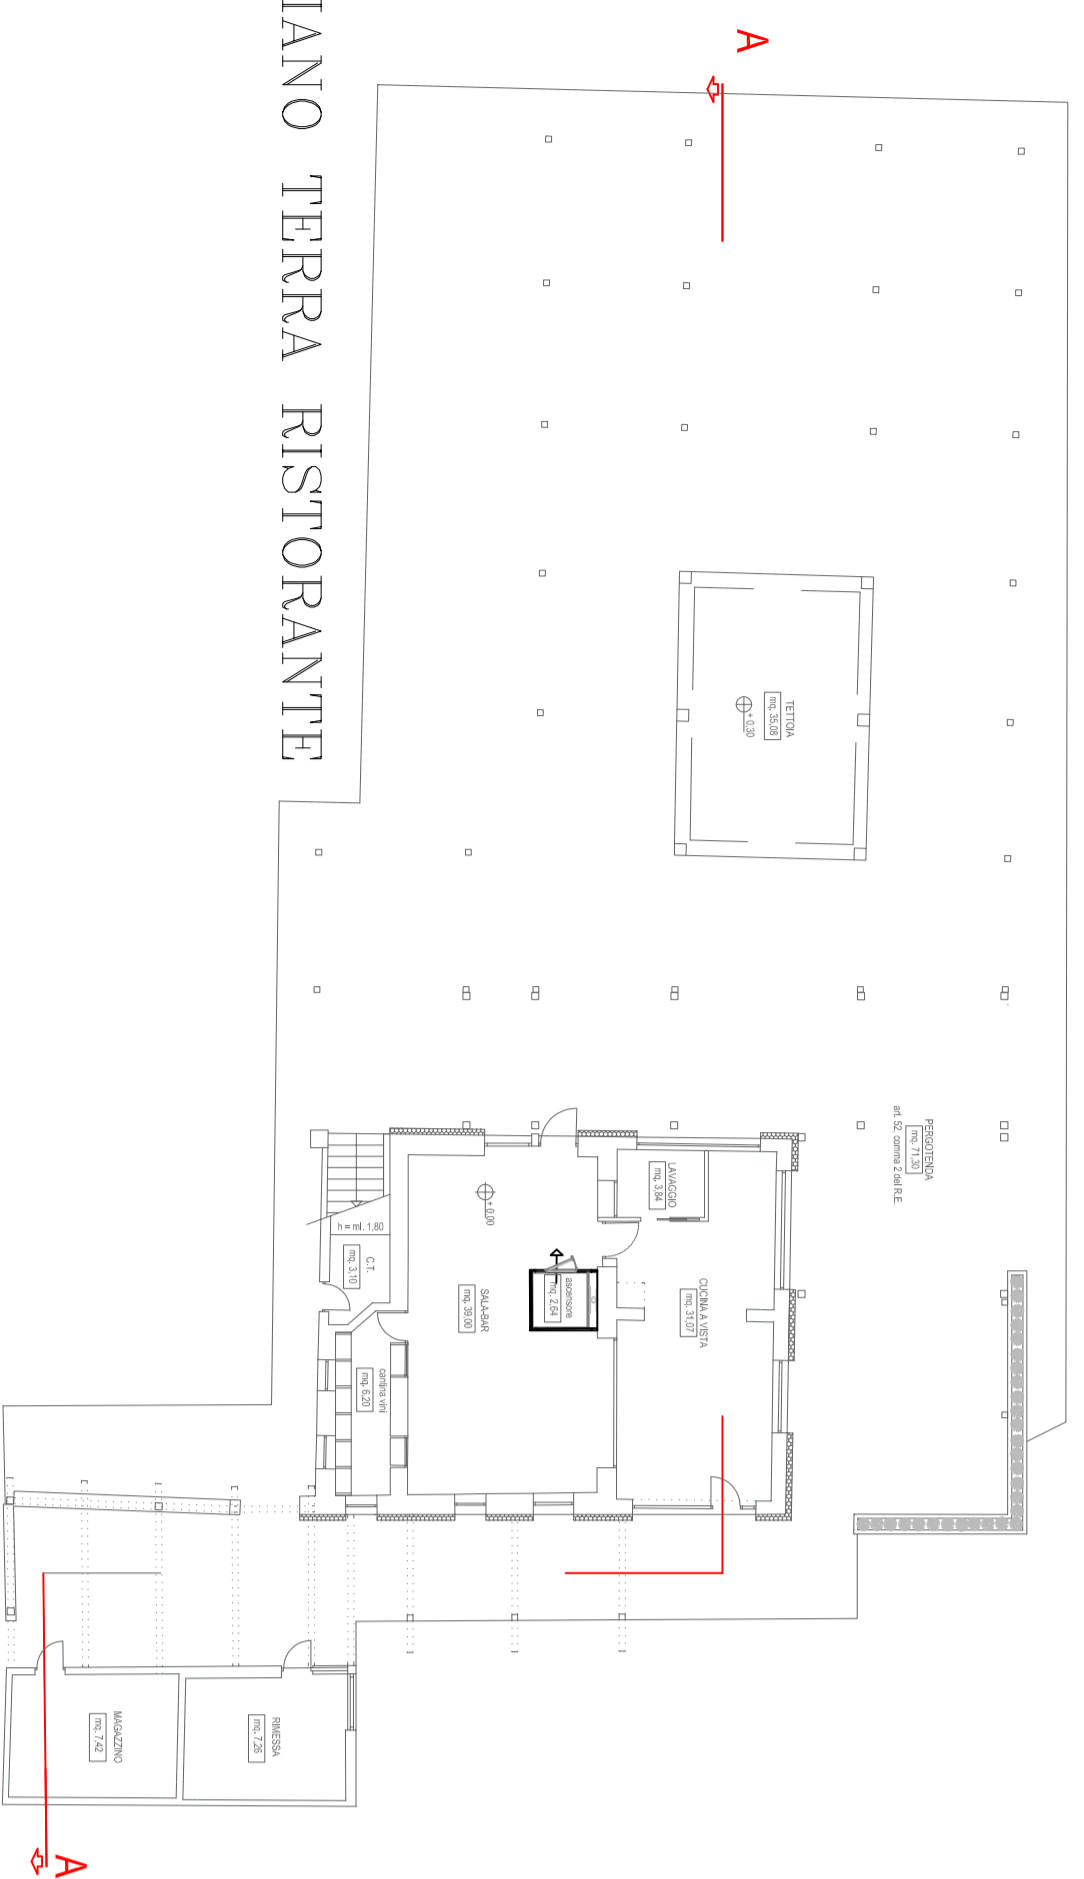 A
IANO TERRA RISTORANTE
TETTOIA
mq. 35,08
+ 0.30
PERGOTENDA
mq. 71,30
art. 52, comma 2 del R.E.
LAVAGGIO
mq. 3,84
CUCINA A VISTA
mq. 31,07
+ 0.00
ascensore
mq. 2,64
SALA-BAR
mq. 39,00
h = ml. 1,80
C.T.
mq. 3,10
cantina vini
mq. 6,20
RIMESSA
mq. 7,26
MAGAZZINO
mq. 7,42
A